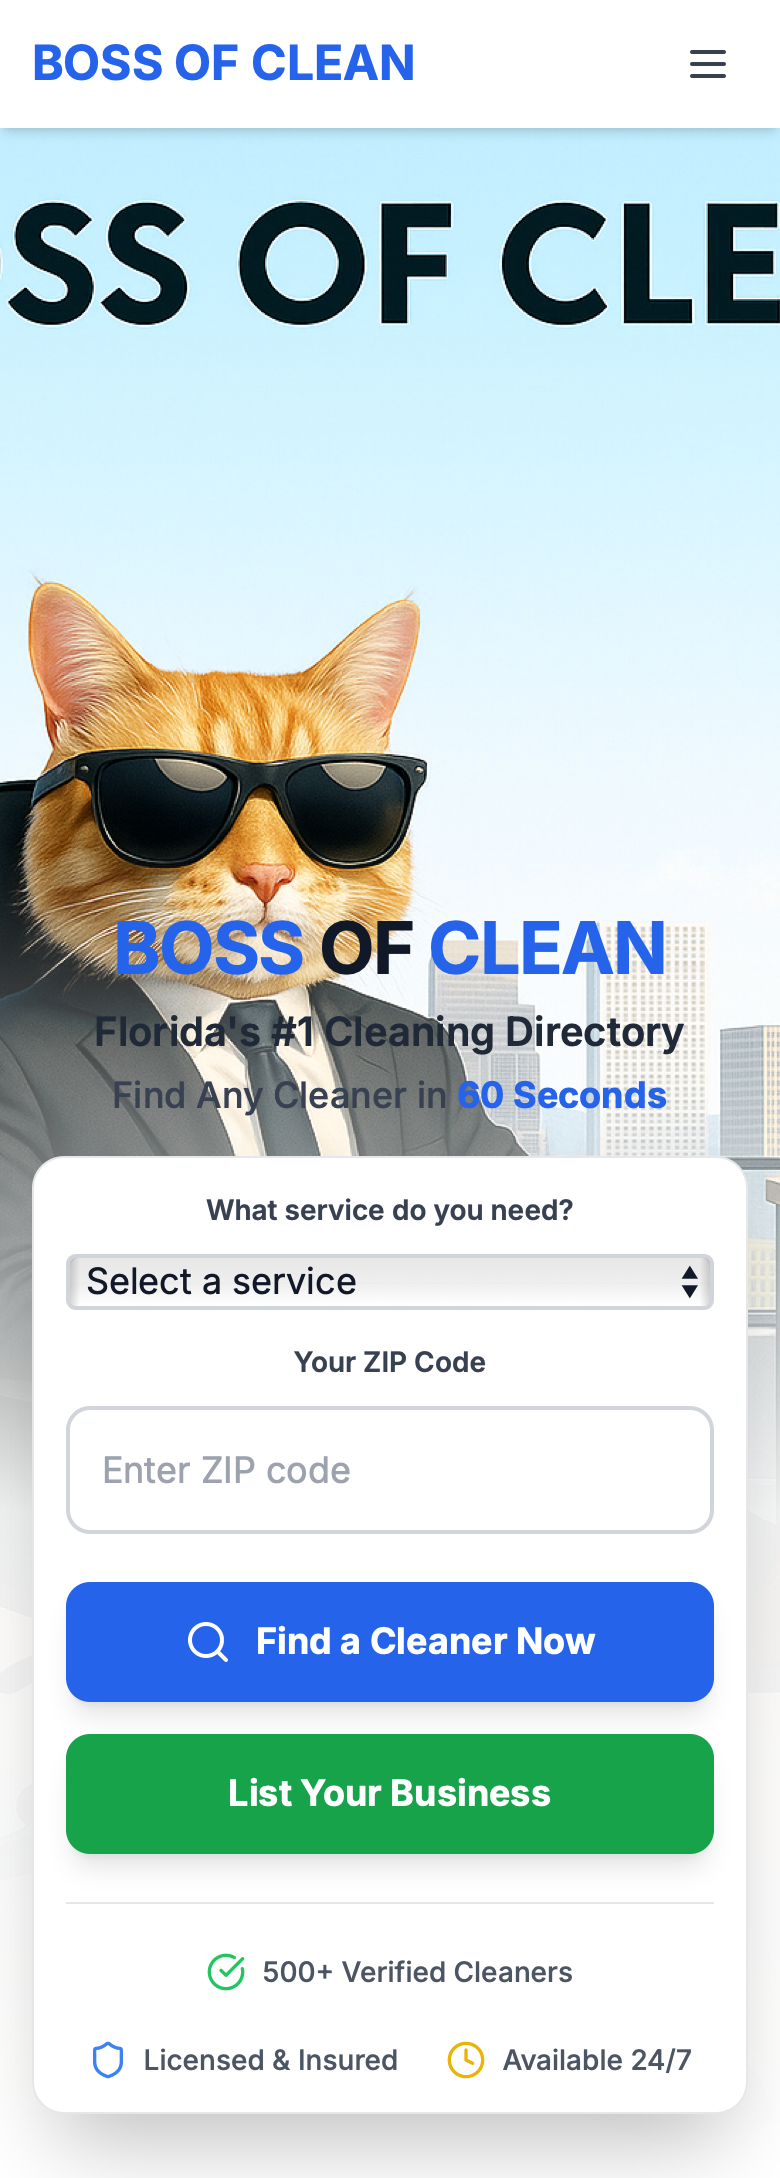 BOSS OF CLEAN
OSS OF CLE
BOSS OF CLEAN
Florida's #1 Cleaning Directory
Find Any Cleaner in 60 Seconds
What service do you need?
Select a service
Your ZIP Code
Enter ZIP code
Find a Cleaner Now
List Your Business
500+ Verified Cleaners
Licensed & Insured Available 24/7